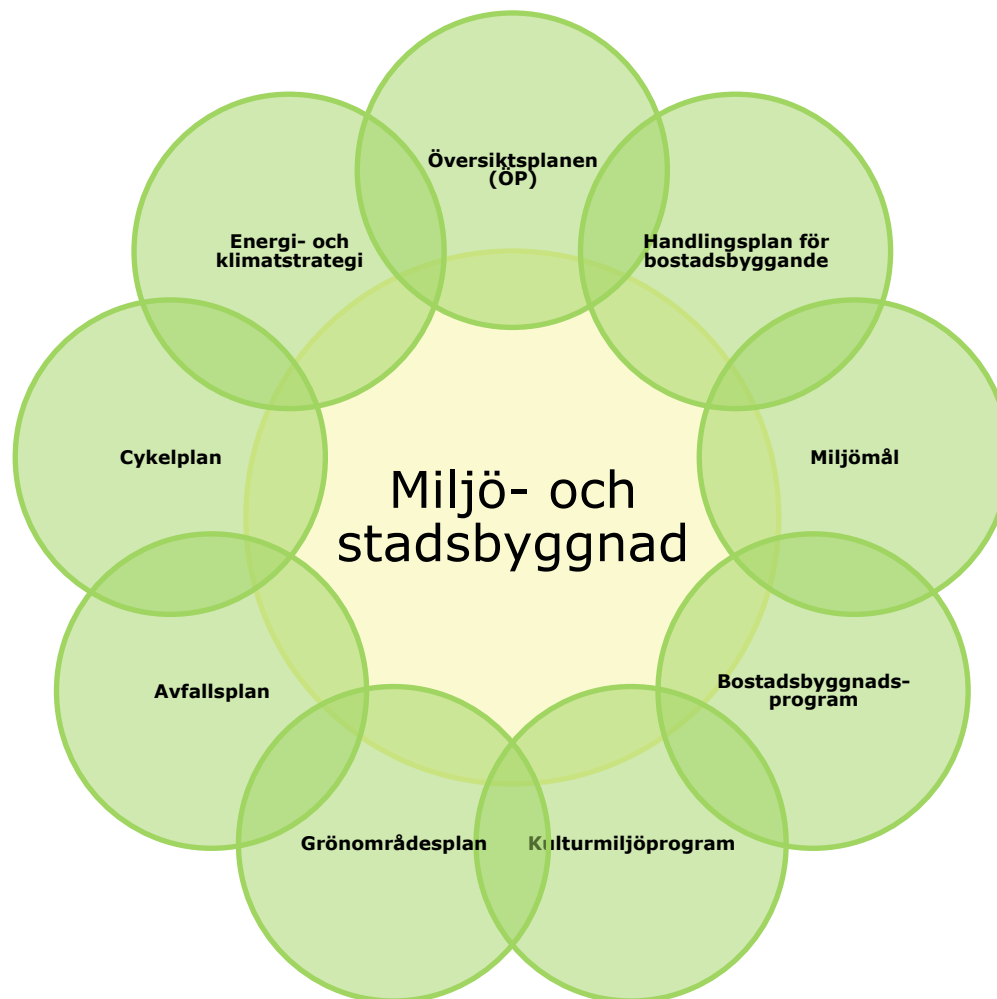 Översiktsplanen
(ÖP)
Handlingsplan för
bostadsbyggande
Miljömål
Bostadsbyggnads-
program
Kulturmiljöprogram
Grönområdesplan
Avfallsplan
Cykelplan
Energi- och
klimatstrategi
Miljö- och
stadsbyggnad